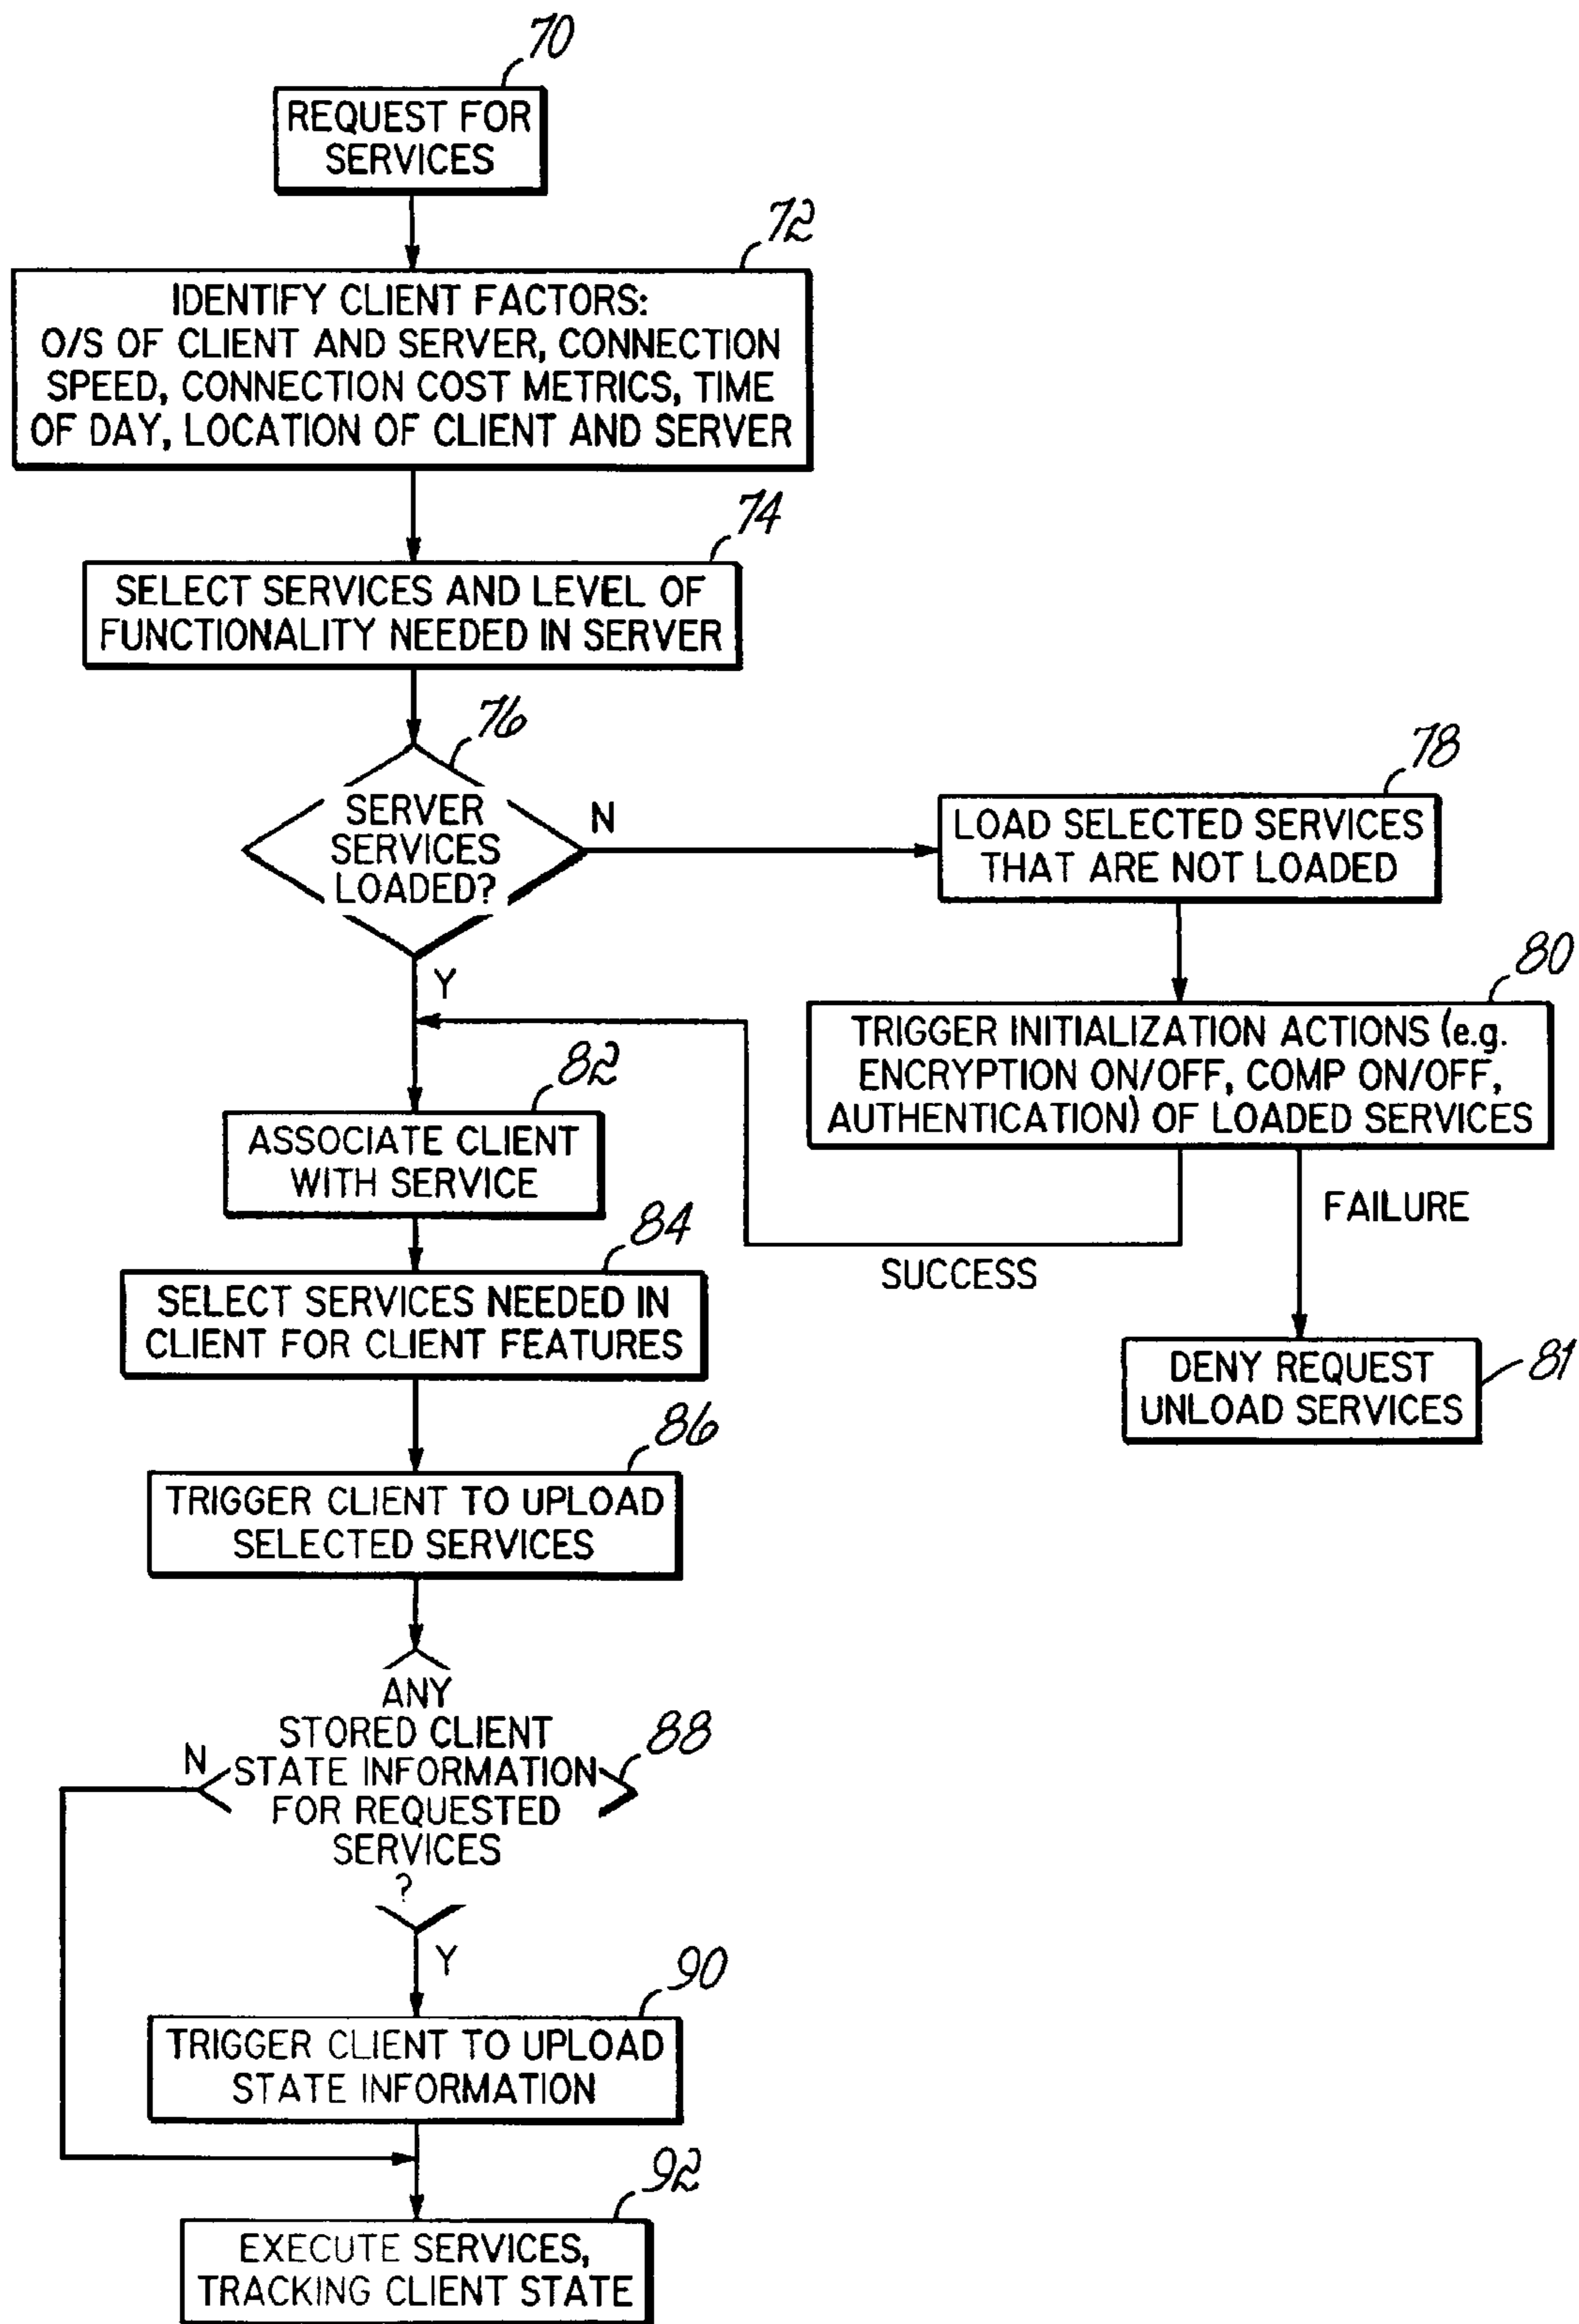 70
REQUEST FOR
SERVICES
72
IDENTIFY CLIENT FACTORS:
O/S OF CLIENT AND SERVER, CONNECTION
SPEED, CONNECTION COST METRICS, TIME
OF DAY, LOCATION OF CLIENT AND SERVER
74
SELECT SERVICES AND LEVEL OF
FUNCTIONALITY NEEDED IN SERVER
76
SERVER
SERVICES
LOADED?
N
Y
78
LOAD SELECTED SERVICES
THAT ARE NOT LOADED
80
TRIGGER INITIALIZATION ACTIONS (e.g.
ENCRYPTION ON/OFF, COMP ON/OFF,
AUTHENTICATION) OF LOADED SERVICES
SUCCESS
FAILURE
DENY REQUEST
UNLOAD SERVICES
81
82
ASSOCIATE CLIENT
WITH SERVICE
84
SELECT SERVICES NEEDED IN
CLIENT FOR CLIENT FEATURES
86
TRIGGER CLIENT TO UPLOAD
SELECTED SERVICES
88
ANY
STORED CLIENT
STATE INFORMATION
FOR REQUESTED
SERVICES
?
N
Y
90
TRIGGER CLIENT TO UPLOAD
STATE INFORMATION
92
EXECUTE SERVICES,
TRACKING CLIENT STATE